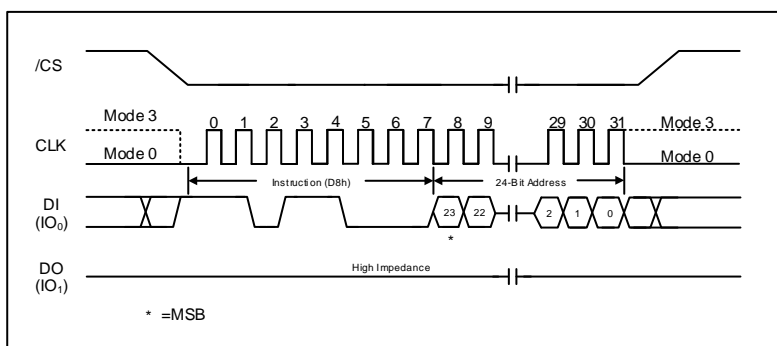 /CS
Mode 3
0 1 2 3 4 5 6 7 8 9 29 30 31
Mode 3
CLK
Mode 0
Mode 0
Instruction (D8h)
24-Bit Address
DI
(IO₀)
23 22 2 1 0
*
DO
(IO₁)
High Impedance
* =MSB